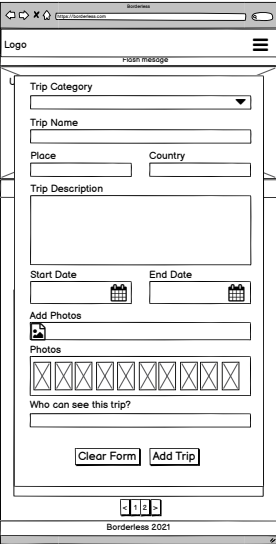 Borderless
https://borderless.com
Logo
Flash mesage
U
Trip Category
Trip Name
Place Country
Trip Description
Start Date End Date
Add Photos
Photos
Who can see this trip?
Clear Form Add Trip
< 1 2 >
Borderless 2021